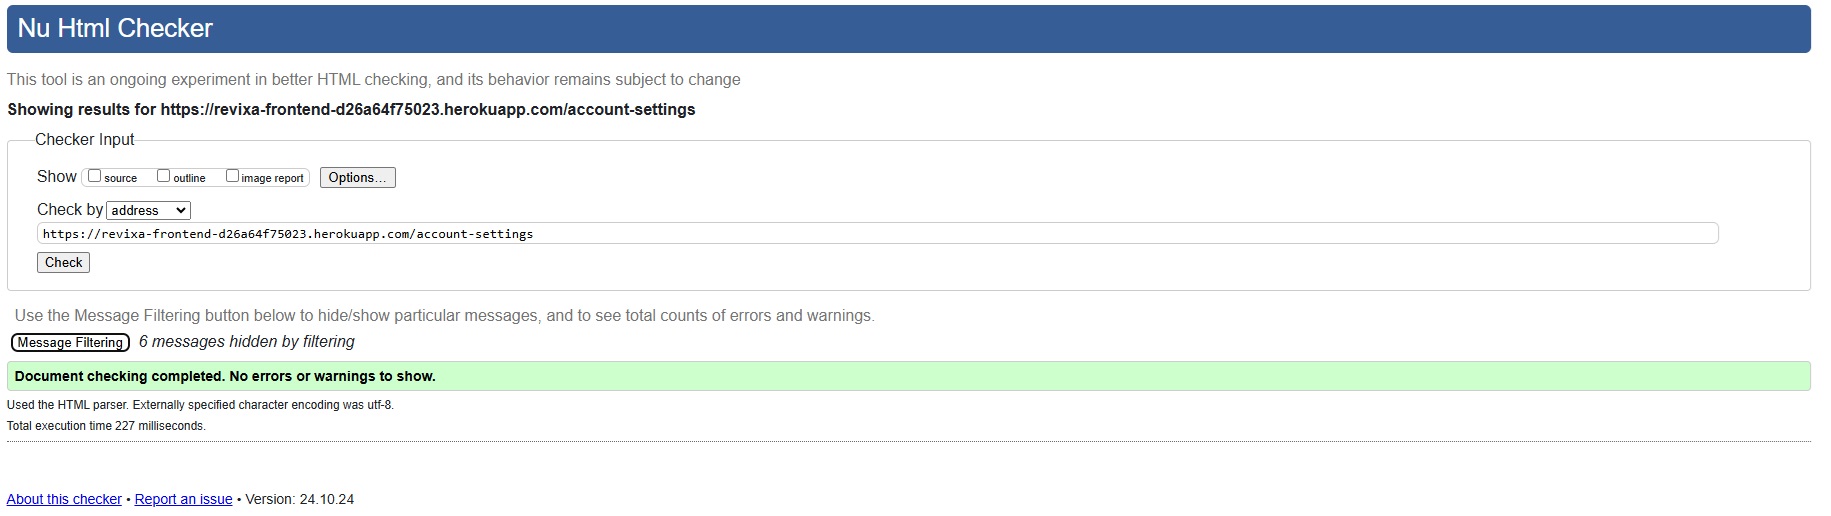 Nu Html Checker
This tool is an ongoing experiment in better HTML checking, and its behavior remains subject to change
Showing results for https://revixa-frontend-d26a64f75023.herokuapp.com/account-settings
Checker Input
Show source outline image report Options...
Check by address
https://revixa-frontend-d26a64f75023.herokuapp.com/account-settings
Check
Use the Message Filtering button below to hide/show particular messages, and to see total counts of errors and warnings.
Message Filtering 6 messages hidden by filtering
Document checking completed. No errors or warnings to show.
Used the HTML parser. Externally specified character encoding was utf-8.
Total execution time 227 milliseconds.
About this checker • Report an issue • Version: 24.10.24